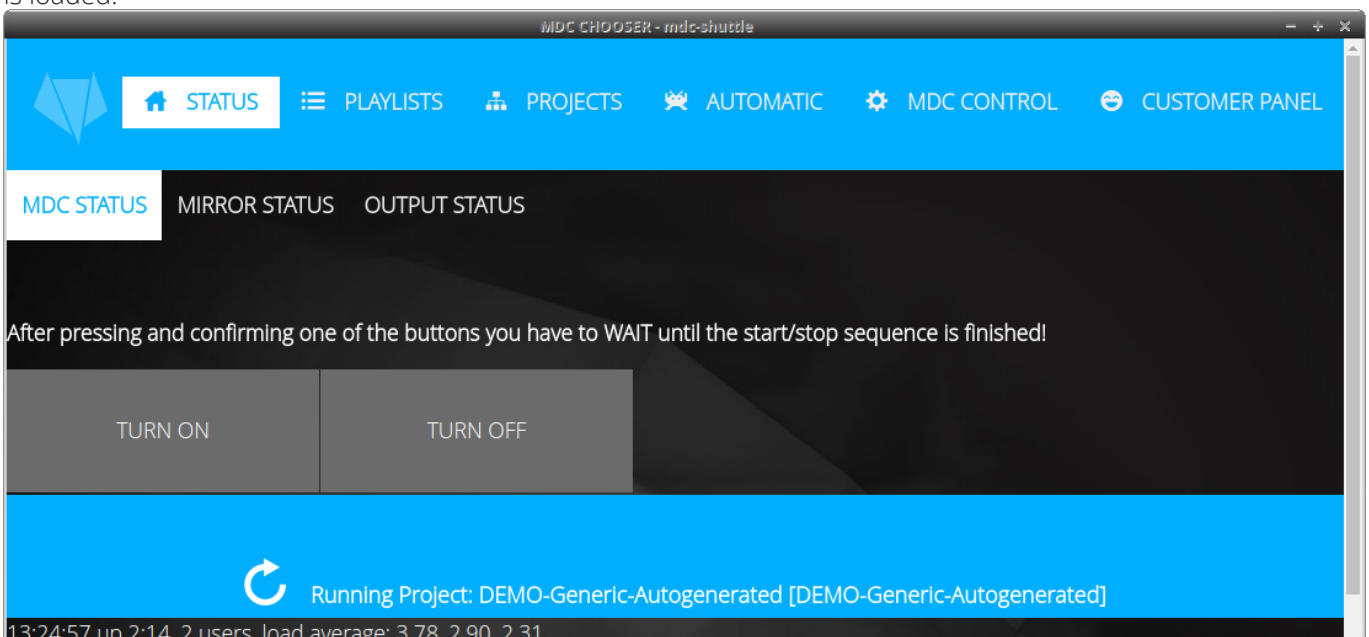 is loaded.
MDC CHOOSER - mdc-shuttle
STATUS PLAYLISTS PROJECTS AUTOMATIC MDC CONTROL CUSTOMER PANEL
MDC STATUS MIRROR STATUS OUTPUT STATUS
After pressing and confirming one of the buttons you have to WAIT until the start/stop sequence is finished!
TURN ON TURN OFF
Running Project: DEMO-Generic-Autogenerated [DEMO-Generic-Autogenerated]
13:24:57 up 2:14, 2 users, load average: 3.78, 2.90, 2.31